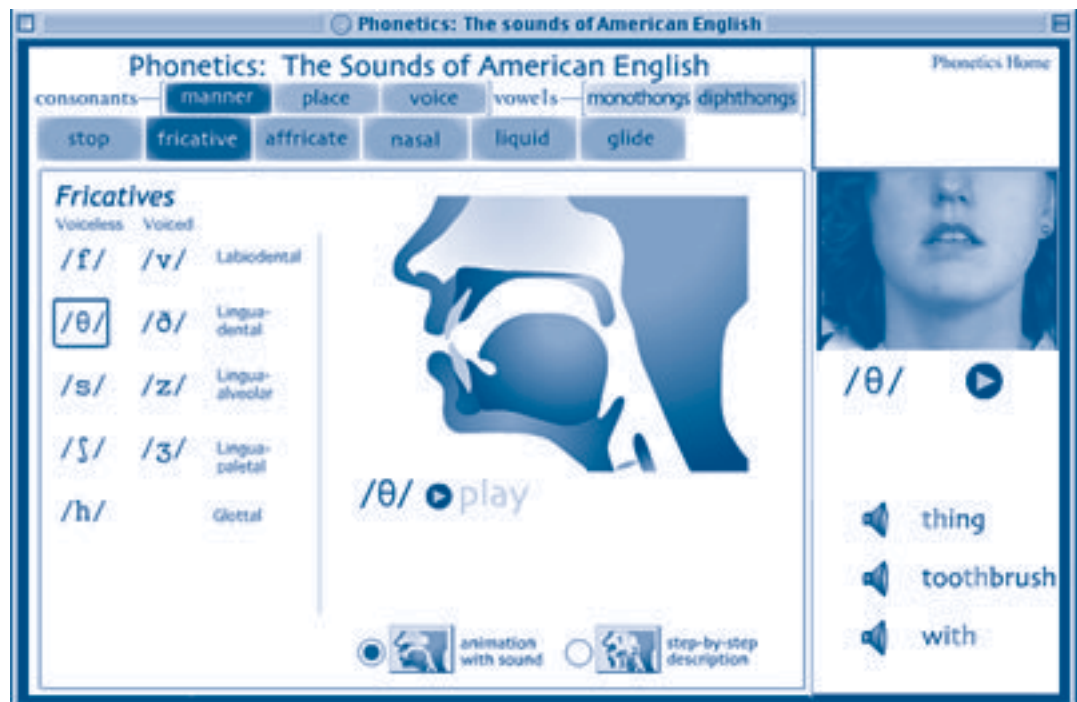 Phonetics: The sounds of American English
Phonetics: The Sounds of American English
Phonetics Home
consonants manner place voice vowels monothongs diphthongs
stop fricative affricate nasal liquid glide
Fricatives
Voiceless Voiced
/f/ /v/ Labiodental
/θ/ /ð/ Lingua-
dental
/s/ /z/ Lingua-
alveolar
/ʃ/ /ʒ/ Lingua-
paletal
/h/ Glottal
/θ/ play
animation
with sound
step-by-step
description
/θ/
thing
toothbrush
with